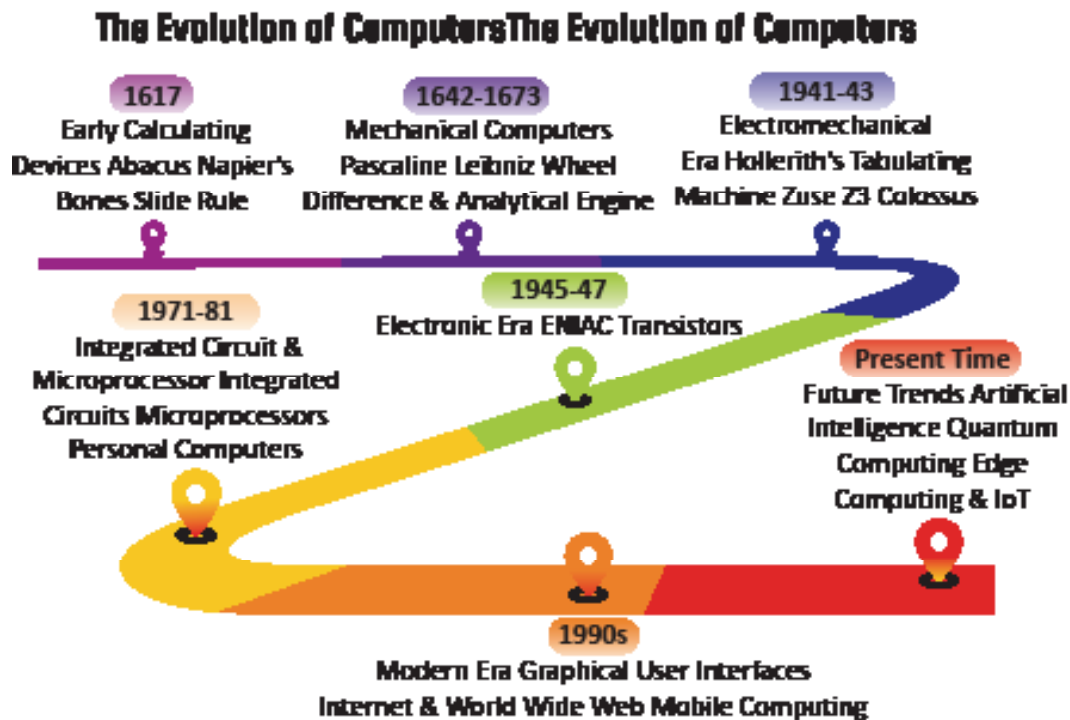 The Evolution of ComputersThe Evolution of Computers
1617
Early Calculating
Devices Abacus Napier's
Bones Slide Rule
1642-1673
Mechanical Computers
Pascaline Leibniz Wheel
Difference & Analytical Engine
1941-43
Electromechanical
Era Hollerith's Tabulating
Machine Zuse Z3 Colossus
1945-47
Electronic Era ENIAC Transistors
1971-81
Integrated Circuit &
Microprocessor Integrated
Circuits Microprocessors
Personal Computers
1990s
Modern Era Graphical User Interfaces
Internet & World Wide Web Mobile Computing
Present Time
Future Trends Artificial
Intelligence Quantum
Computing Edge
Computing & IoT